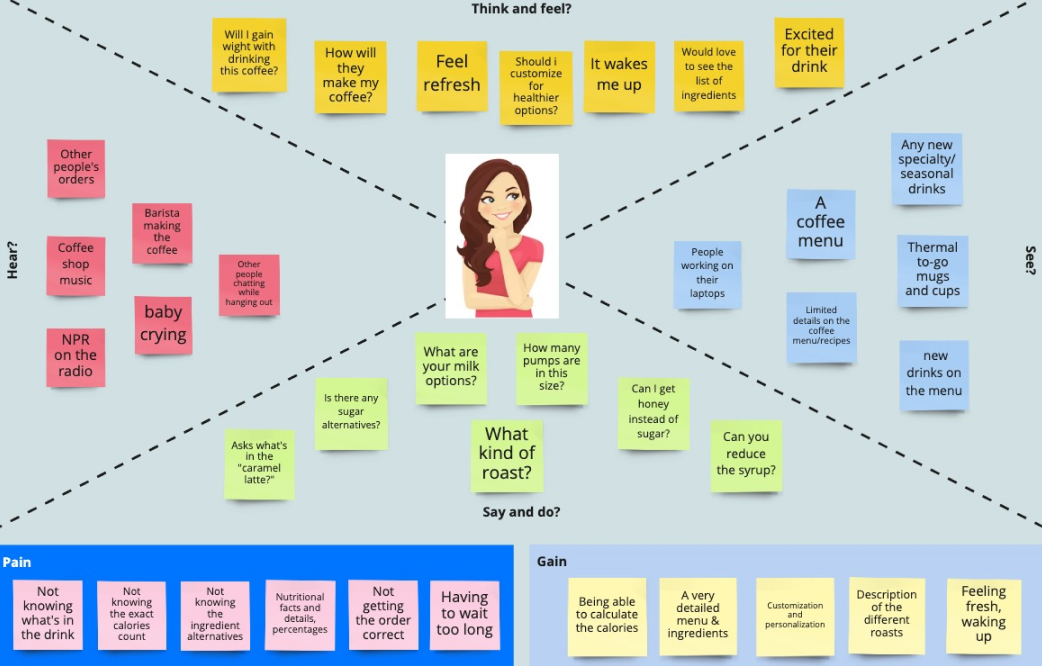 Think and feel?
Will I gain
wight with
drinking
this coffee?
How will
they
make my
coffee?
Feel
refresh
Should i
customize
for
healthier
options?
It wakes
me up
Would love
to see the
list of
ingredients
Excited
for their
drink
Hear?
Other
people's
orders
Barista
making
the
coffee
Coffee
shop
music
Other
people
chatting
while
hanging out
baby
crying
NPR
on the
radio
See?
Any new
specialty/
seasonal
drinks
A
coffee
menu
People
working on
their
laptops
Thermal
to-go
mugs
and cups
Limited
details on the
coffee
menu/recipes
new
drinks on
the menu
What are
your milk
options?
How many
pumps are
in this
size?
Is there any
sugar
alternatives?
Can I get
honey
instead of
sugar?
Asks what's
in the
"caramel
latte?"
What
kind of
roast?
Can you
reduce
the syrup?
Say and do?
Pain
Not
knowing
what's in
the drink
Not
knowing
the exact
calories
count
Not
knowing
the
ingredient
alternatives
Nutritional
facts and
details,
percentages
Not
getting
the order
correct
Having
to wait
too long
Gain
Being able
to calculate
the calories
A very
detailed
menu &
ingredients
Customization
and
personalization
Description
of the
different
roasts
Feeling
fresh,
waking
up